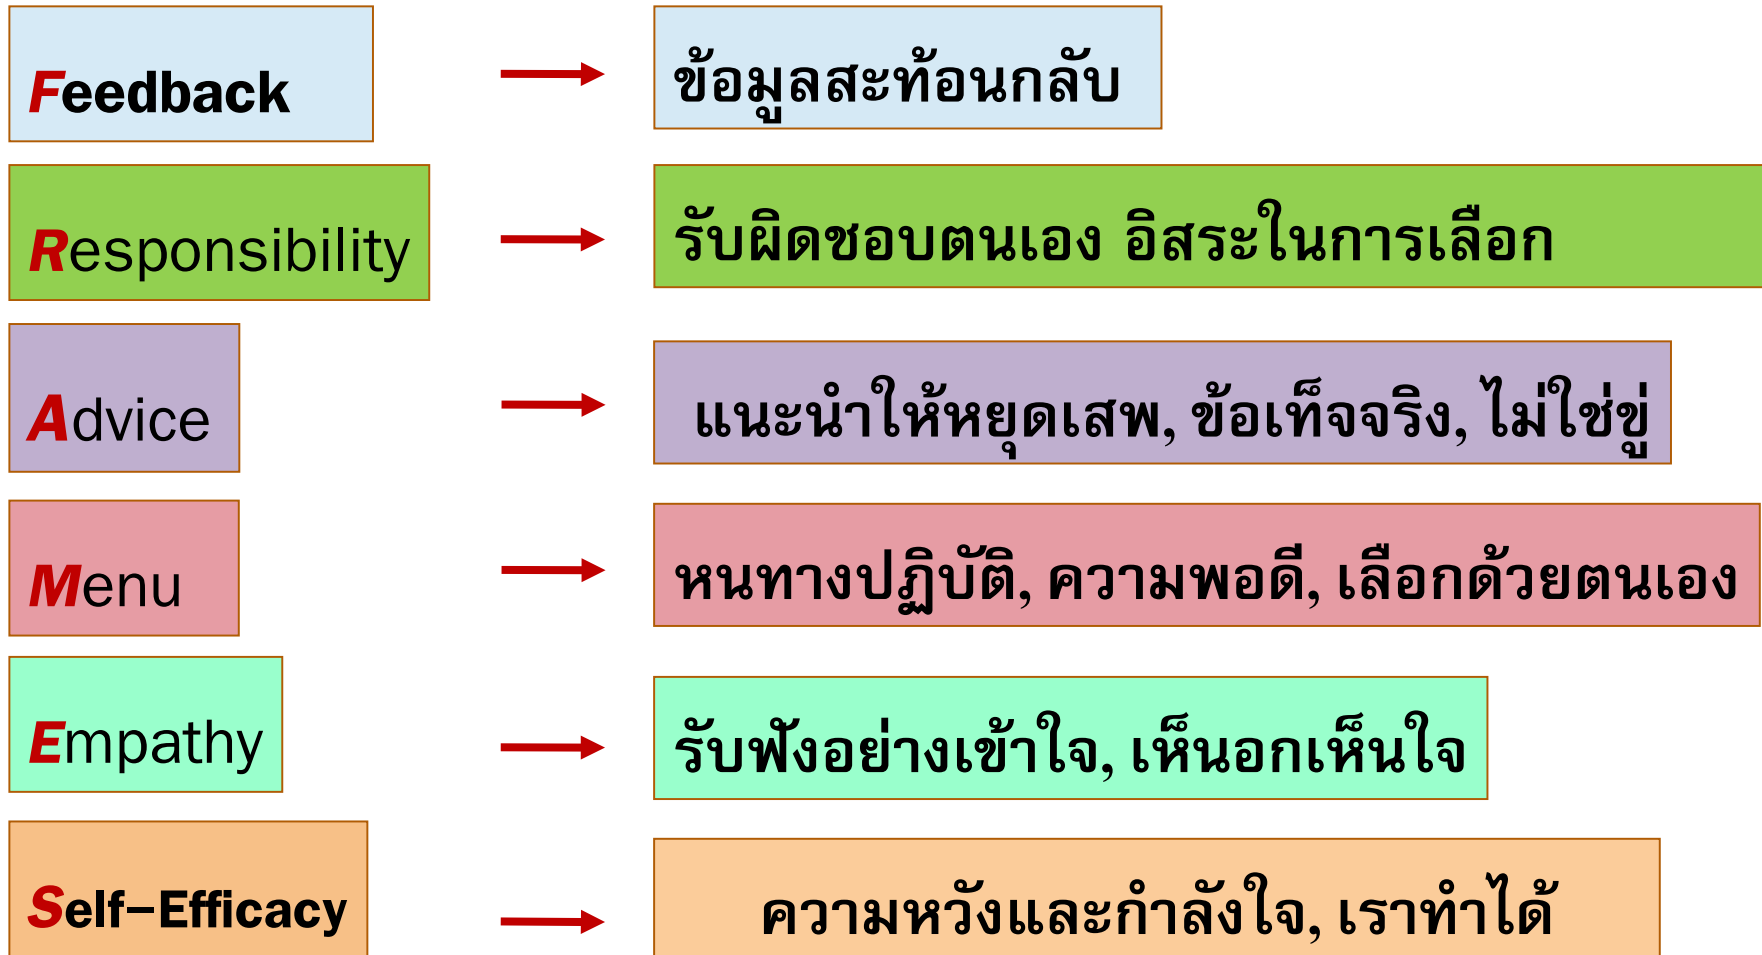 Feedback
ข้อมูลสะท้อนกลับ
Responsibility
รับผิดชอบตนเอง อิสระในการเลือก
Advice
แนะนำให้หยุดเสพ, ข้อเท็จจริง, ไม่ใช่ขู่
Menu
หนทางปฏิบัติ, ความพอดี, เลือกด้วยตนเอง
Empathy
รับฟังอย่างเข้าใจ, เห็นอกเห็นใจ
Self-Efficacy
ความหวังและกำลังใจ, เราทำได้